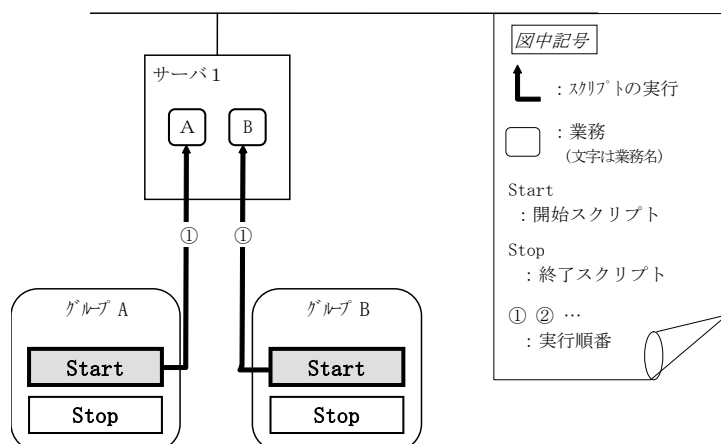 サーバ1
A
B
①
①
グループ A
Start
Stop
グループ B
Start
Stop
図中記号
：スクリプトの実行
：業務
(文字は業務名)
Start
：開始スクリプト
Stop
：終了スクリプト
① ② …
：実行順番